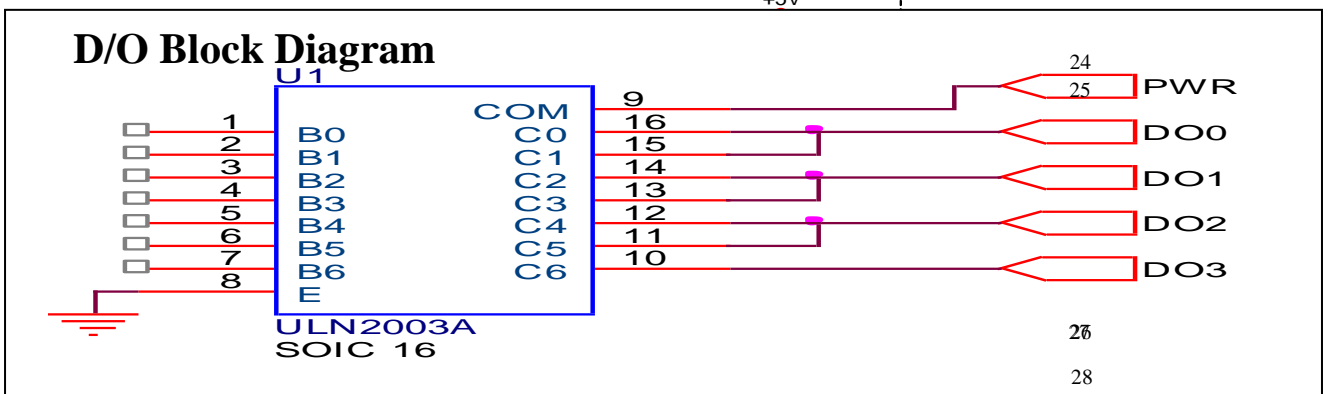 +5V
D/O Block Diagram
U1
24
25
PWR
COM
9
1
B0
C0
16
DO0
2
B1
C1
15
3
B2
C2
14
DO1
4
B3
C3
13
5
B4
C4
12
DO2
6
B5
C5
11
7
B6
C6
10
DO3
8
E
ULN2003A
SOIC 16
28